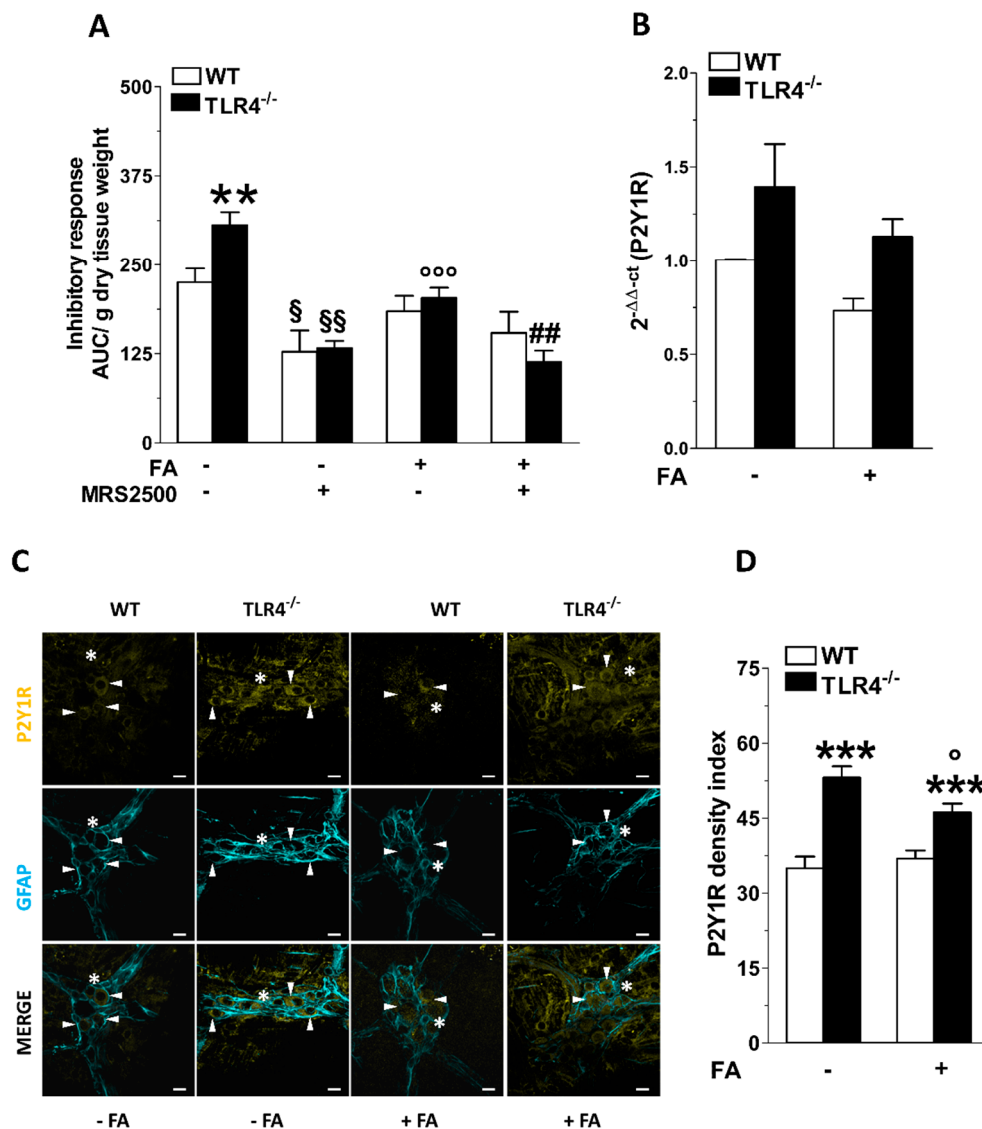 A
WT
TLR4-/-
500
375
250
125
0
Inhibitory response
AUC/ g dry tissue weight
**
§
§§
°°°
##
FA - - + +
MRS2500 - + - +
B
WT
TLR4-/-
2.0
1.5
1.0
0.5
0.0
2-ΔΔ-ct (P2Y1R)
FA - +
C
WT TLR4-/- WT TLR4-/-
P2Y1R
* * * *
GFAP
* * * *
MERGE
* * * *
- FA - FA + FA + FA
D
WT
TLR4-/-
75
60
45
30
15
0
P2Y1R density index
***
°
***
FA - +